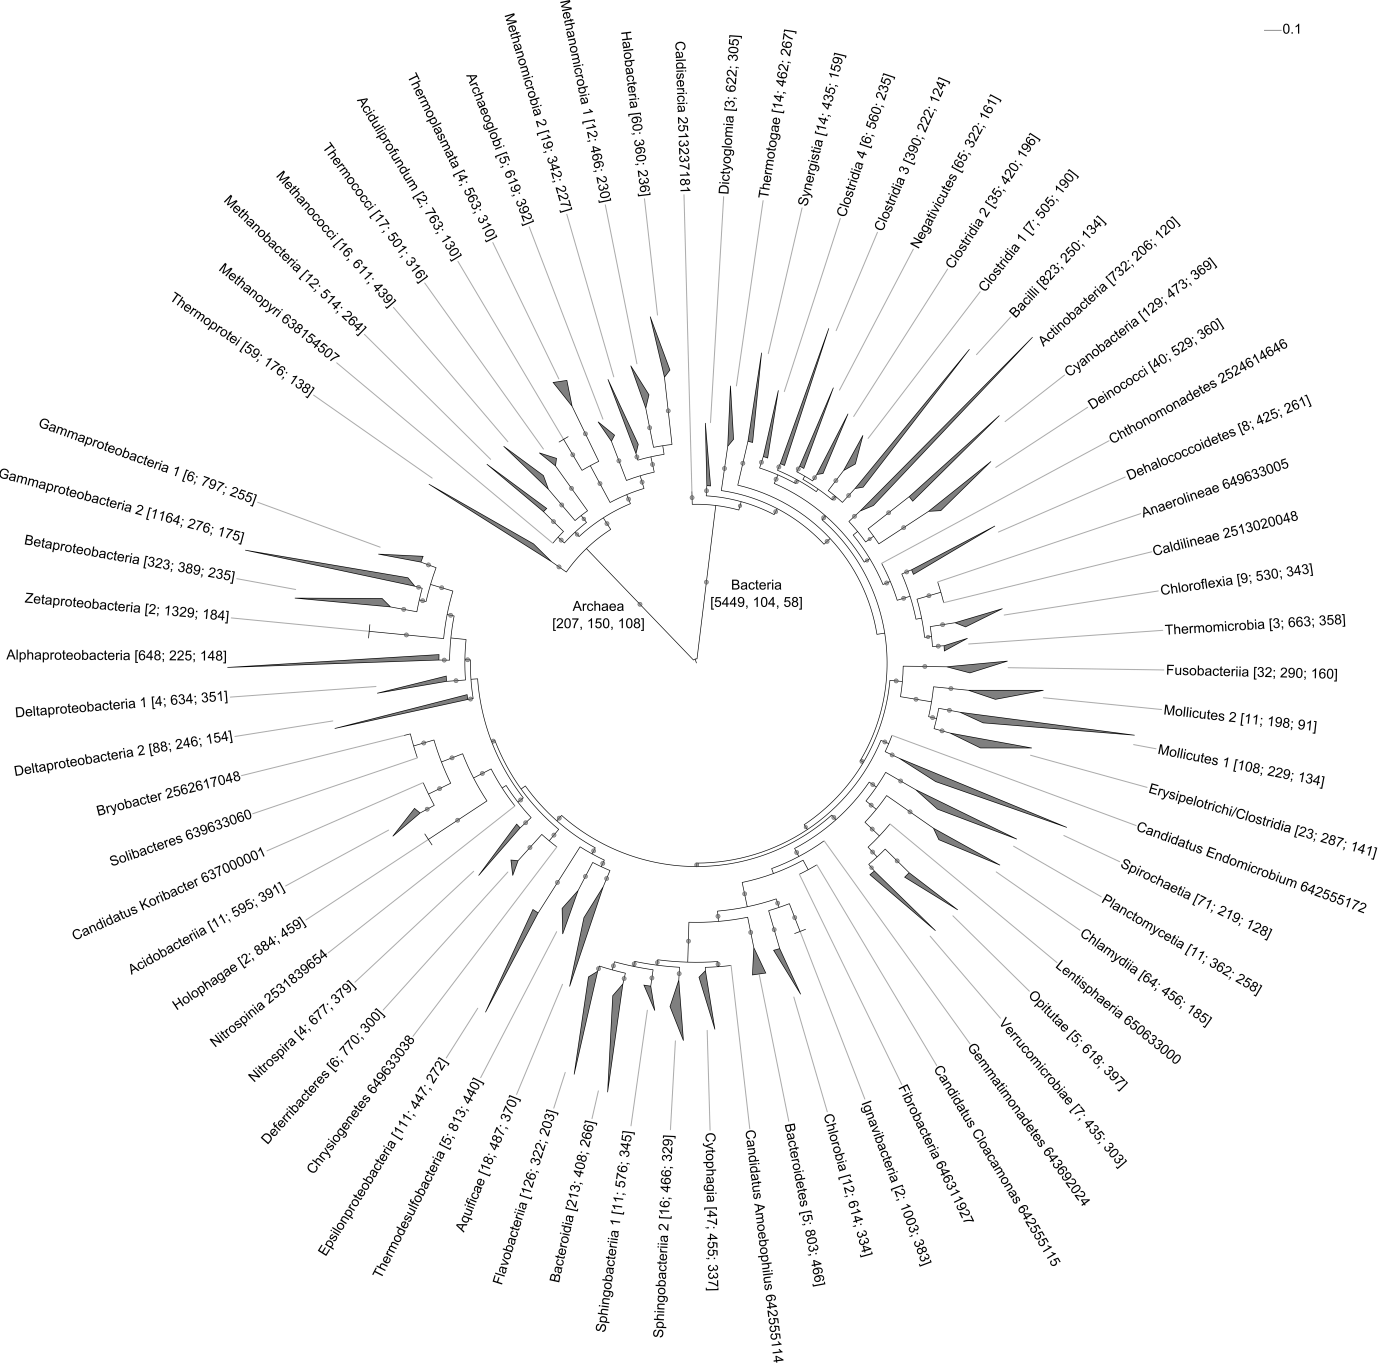 0.1
Caldisericia 2513237181
Dictyoglomia [3; 622; 305]
Thermotogae [14; 462; 267]
Synergistia [14; 435; 159]
Clostridia 4 [6; 560; 235]
Clostridia 3 [390; 222; 124]
Negativicutes [65; 322; 161]
Clostridia 2 [35; 420; 196]
Clostridia 1 [7; 505; 190]
Bacilli [823; 250; 134]
Actinobacteria [732; 206; 120]
Cyanobacteria [129; 473; 369]
Deinococci [40; 529; 360]
Chthonomonadetes 2524614646
Dehalococcoidetes [8; 425; 261]
Anaerolineae 649633005
Caldilineae 2513020048
Chloroflexia [9; 530; 343]
Thermomicrobia [3; 663; 358]
Fusobacteriia [32; 290; 160]
Mollicutes 2 [11; 198; 91]
Mollicutes 1 [108; 229; 134]
Erysipelotrichi/Clostridia [23; 287; 141]
Candidatus Endomicrobium 642555172
Spirochaetia [71; 219; 128]
Planctomycetia [11; 362; 258]
Chlamydiia [64; 456; 185]
Lentisphaeria 650633000
Opitutae [5; 618; 397]
Verrucomicrobiae [7; 435; 303]
Gemmatimonadetes 643692024
Candidatus Cloacamonas 642555115
Fibrobacteria 646311927
Ignavibacteria [2; 1003; 383]
Chlorobia [12; 614; 334]
Bacteroidetes [5; 803; 466]
Candidatus Amoebophilus 642555114
Cytophagia [47; 455; 337]
Sphingobacteriia 2 [16; 466; 329]
Sphingobacteriia 1 [11; 576; 345]
Bacteroidia [213; 408; 266]
Flavobacteriia [126; 322; 203]
Aquificae [18; 487; 370]
Thermodesulfobacteria [5; 813; 440]
Epsilonproteobacteria [111; 447; 272]
Chrysiogenetes 649633038
Deferribacteres [6; 770; 300]
Nitrospira [4; 677; 379]
Nitrospinia 2531839654
Holophagae [2; 884; 459]
Acidobacteriia [11; 595; 391]
Candidatus Koribacter 637000001
Solibacteres 639633060
Bryobacter 2562617048
Deltaproteobacteria 2 [88; 246; 154]
Deltaproteobacteria 1 [4; 634; 351]
Alphaproteobacteria [648; 225; 148]
Zetaproteobacteria [2; 1329; 184]
Betaproteobacteria [323; 389; 235]
Gammaproteobacteria 2 [1164; 276; 175]
Gammaproteobacteria 1 [6; 797; 255]
Thermoprotei [59; 176; 138]
Methanopyri 638154507
Methanobacteria [12; 514; 264]
Methanococci [16, 611; 439]
Thermococci [17; 501; 316]
Aciduliprofundum [2; 763; 130]
Thermoplasmata [4; 563; 310]
Archaeoglobi [5; 619; 392]
Methanomicrobia 2 [19; 342; 227]
Methanomicrobia 1 [12; 466; 230]
Halobacteria [60; 360; 236]
Archaea
[207, 150, 108]
Bacteria
[5449, 104, 58]